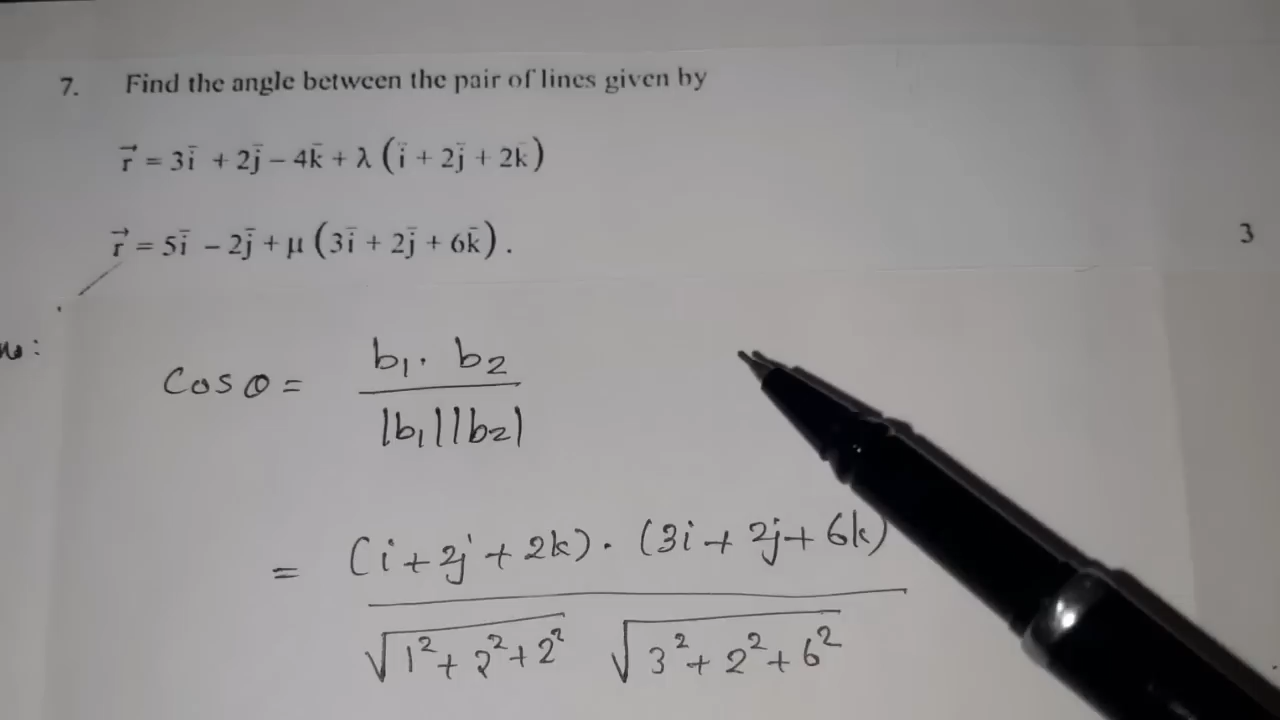 7. Find the angle between the pair of lines given by
r⃗ = 3i̅ + 2j̅ – 4k̅ + λ (i̅ + 2j̅ + 2k̅)
r⃗ = 5i̅ – 2j̅ + μ (3i̅ + 2j̅ + 6k̅) .
3
Cos θ = b₁ . b₂ / |b₁| |b₂|
= (i + 2j + 2k) . (3i + 2j + 6k) / √1² + 2² + 2² √3² + 2² + 6²